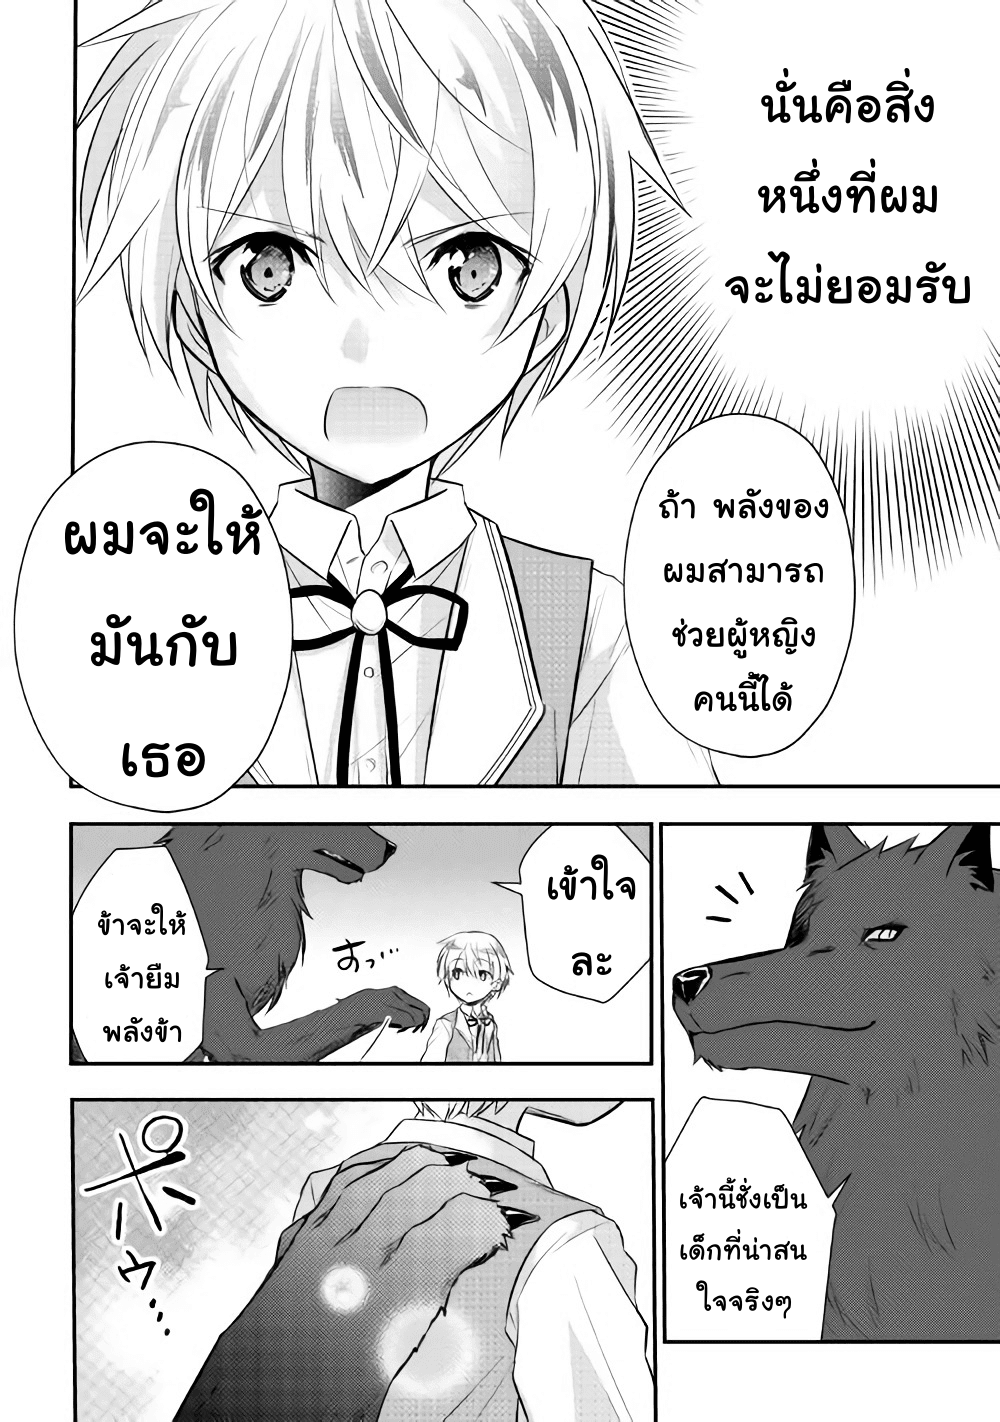 นั่นคือสิ่ง
หนึ่งที่ผม
จะไม่ยอมรับ
ถ้า พลังของ
ผมสามารถ
ช่วยผู้หญิง
คนนี้ได้
ผมจะให้
มันกับ
เธอ
เจ้านี้ชั่งเป็น
เด็กที่น่าสน
ใจจริงๆ
เข้าใจ
ละ
すっ…
ข้าจะให้
เจ้ายืม
พลังข้า
ポゥ…